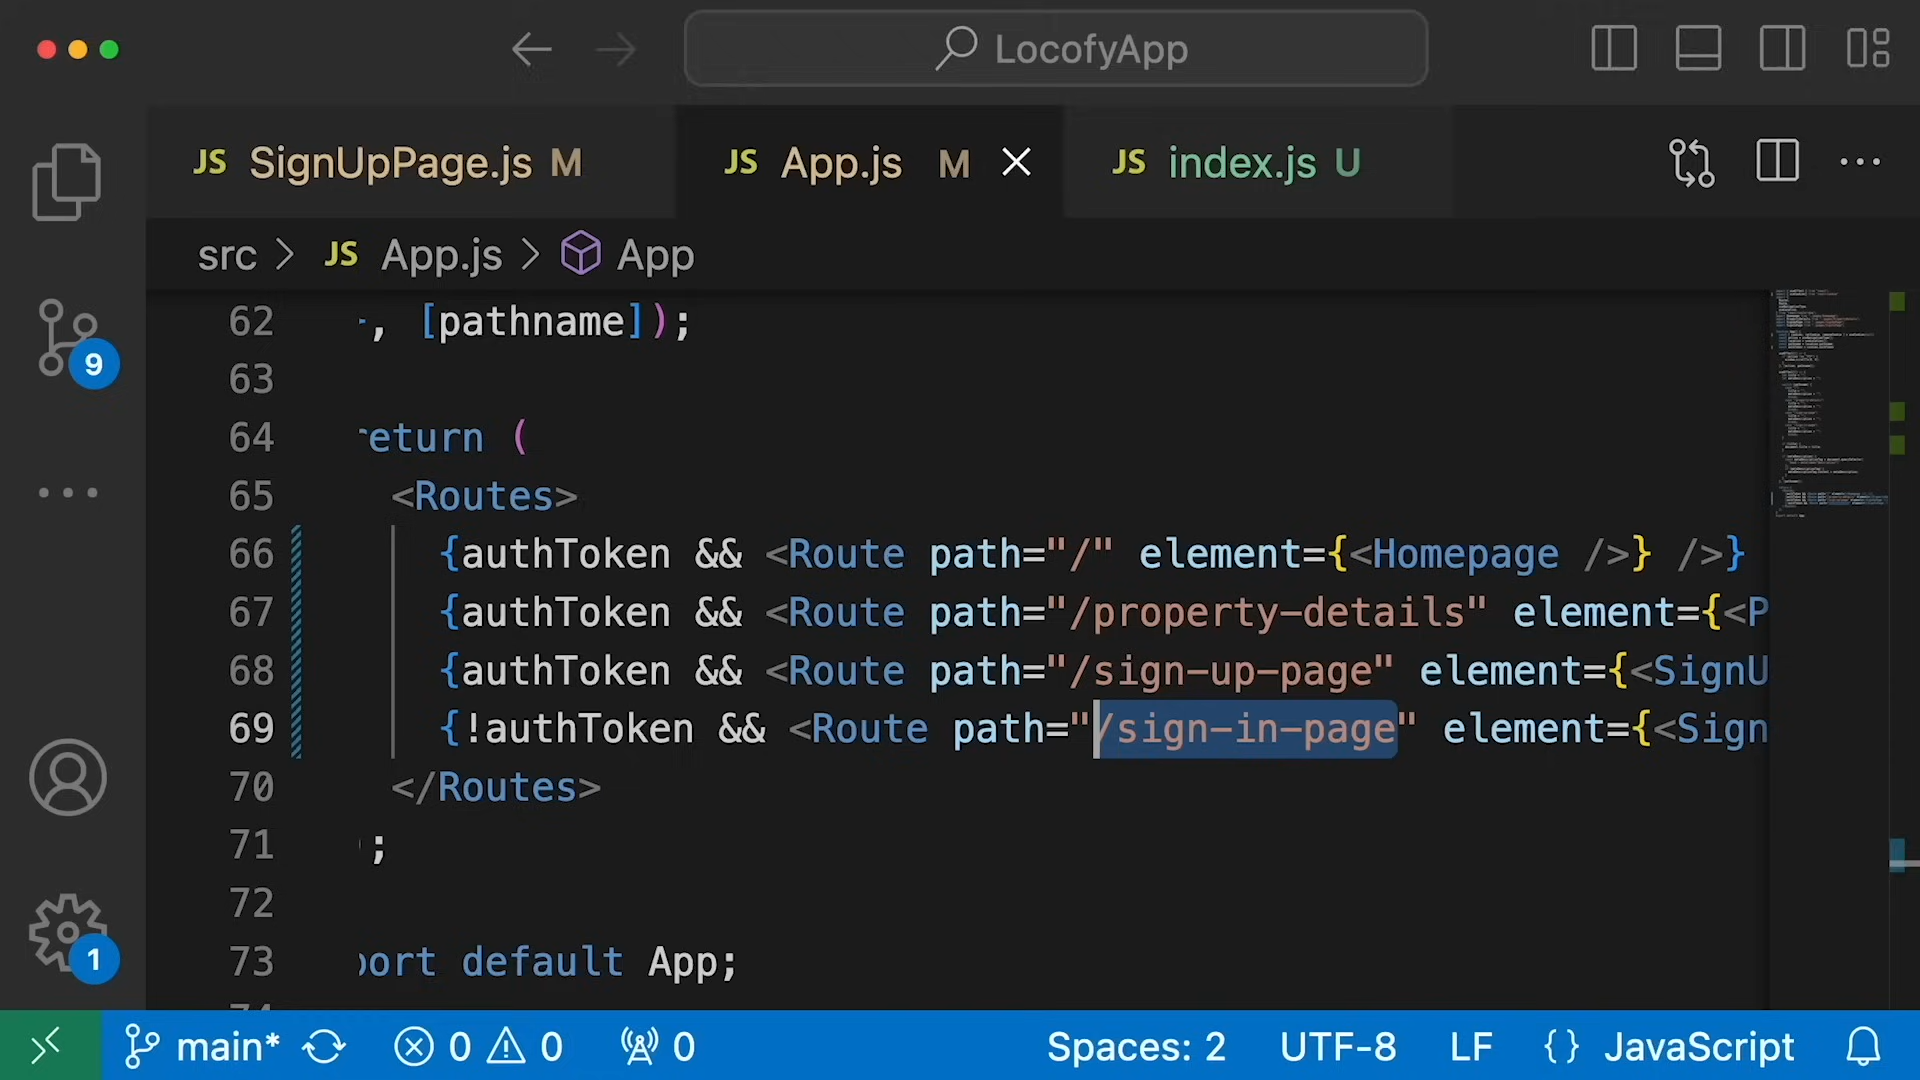 LocofyApp
JS SignUpPage.js M
JS App.js M
JS index.js U
src > JS App.js > App
62 , [pathname]);
63
64 return (
65 <Routes>
66 {authToken && <Route path="/" element={<Homepage />} />}
67 {authToken && <Route path="/property-details" element={<P
68 {authToken && <Route path="/sign-up-page" element={<SignU
69 {!authToken && <Route path="/sign-in-page" element={<Sign
70 </Routes>
71 ;
72
73 port default App;
9
1
main* 0 0 0 Spaces: 2 UTF-8 LF {} JavaScript